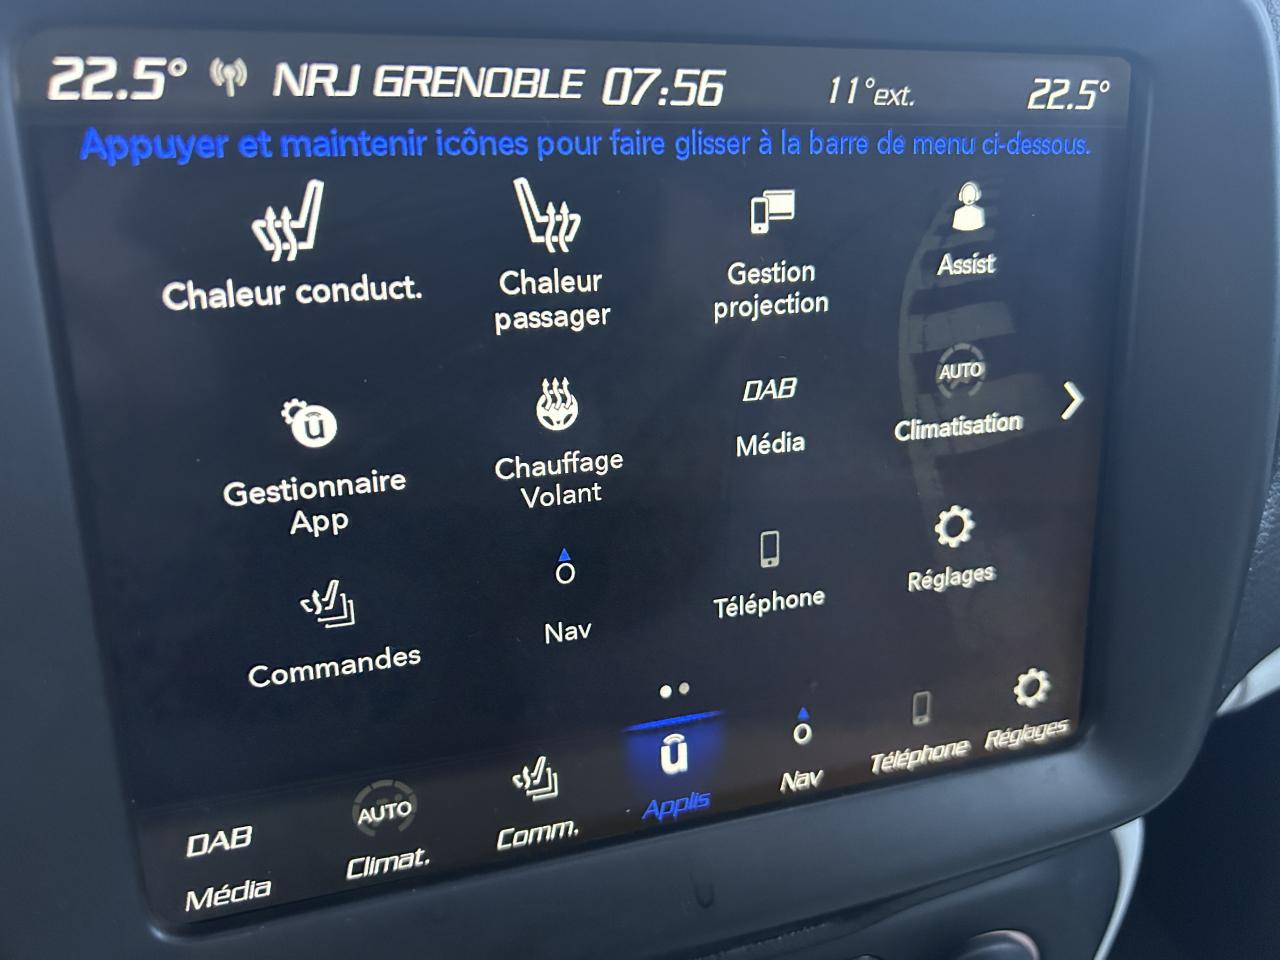 22.5° NRJ GRENOBLE 07:56 11°ext. 22.5°
Appuyer et maintenir icônes pour faire glisser à la barre de menu ci-dessous.
Chaleur conduct.
Chaleur
passager
Gestion
projection
Assist
Gestionnaire
App
Chauffage
Volant
DAB
Média
AUTO
Climatisation
Commandes
Nav
Téléphone
Réglages
DAB
Média
AUTO
Climat.
Comm.
Applis
Nav
Téléphone
Réglages